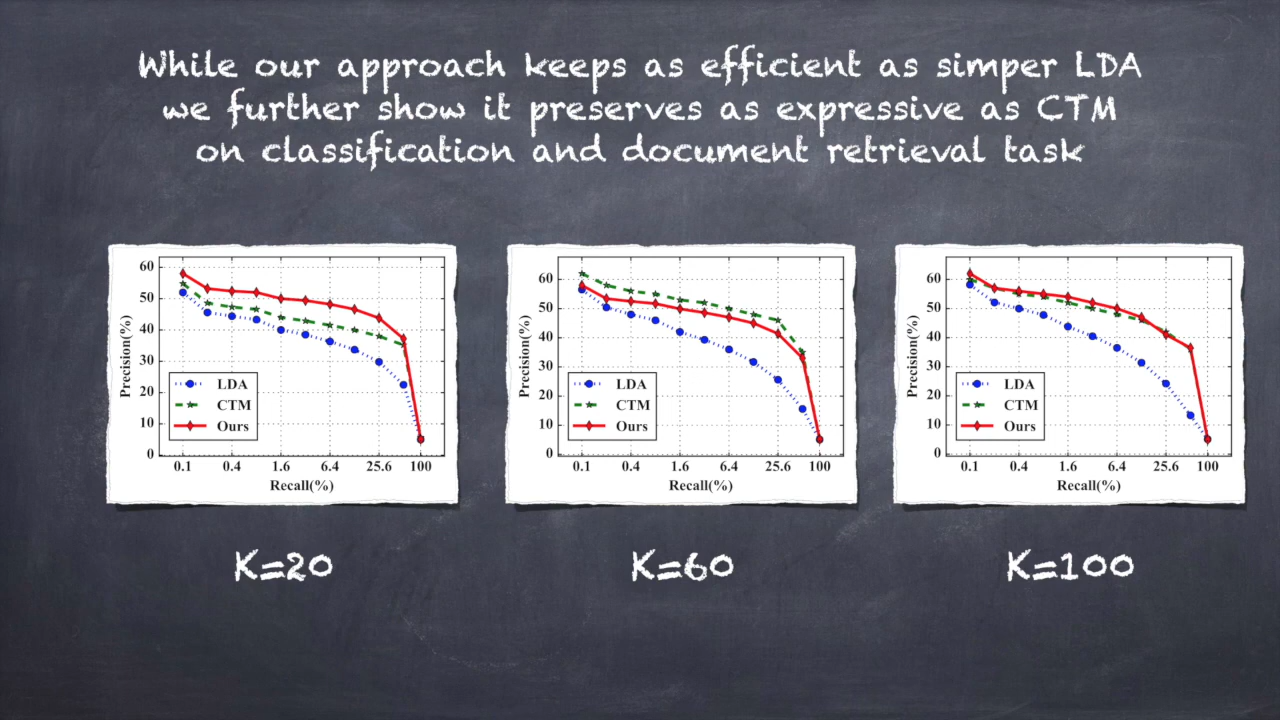 While our approach keeps as efficient as simper LDA
we further show it preserves as expressive as CTM
on classification and document retrieval task
60
50
40
30
20
10
0
Precision(%)
LDA
CTM
Ours
0.1 0.4 1.6 6.4 25.6 100
Recall(%)
60
50
40
30
20
10
0
Precision(%)
LDA
CTM
Ours
0.1 0.4 1.6 6.4 25.6 100
Recall(%)
60
50
40
30
20
10
0
Precision(%)
LDA
CTM
Ours
0.1 0.4 1.6 6.4 25.6 100
Recall(%)
K=20
K=60
K=100